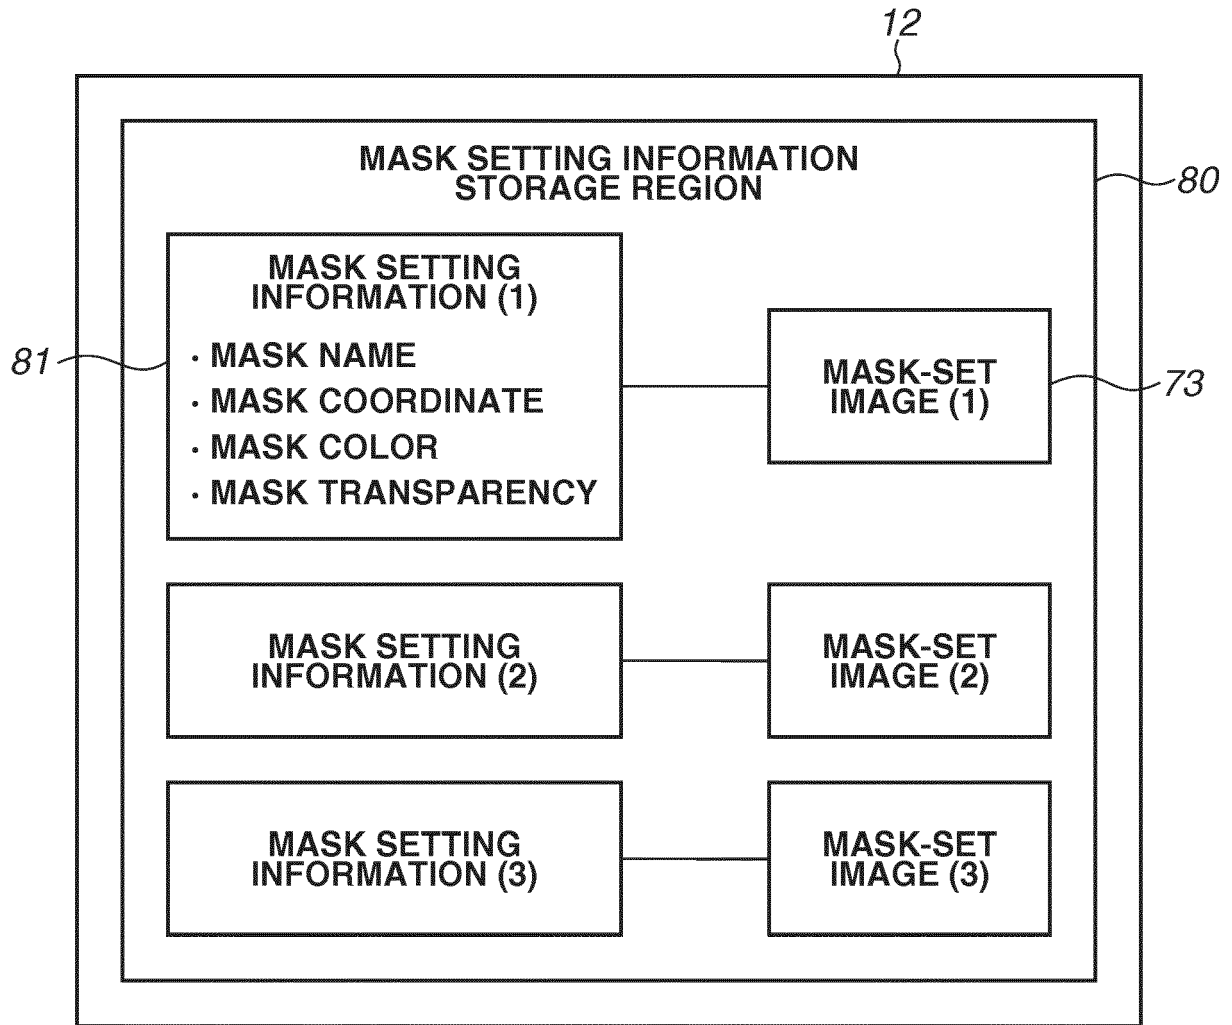 12
MASK SETTING INFORMATION
STORAGE REGION
80
MASK SETTING
INFORMATION (1)
81
· MASK NAME
· MASK COORDINATE
· MASK COLOR
· MASK TRANSPARENCY
MASK-SET
IMAGE (1)
73
MASK SETTING
INFORMATION (2)
MASK-SET
IMAGE (2)
MASK SETTING
INFORMATION (3)
MASK-SET
IMAGE (3)